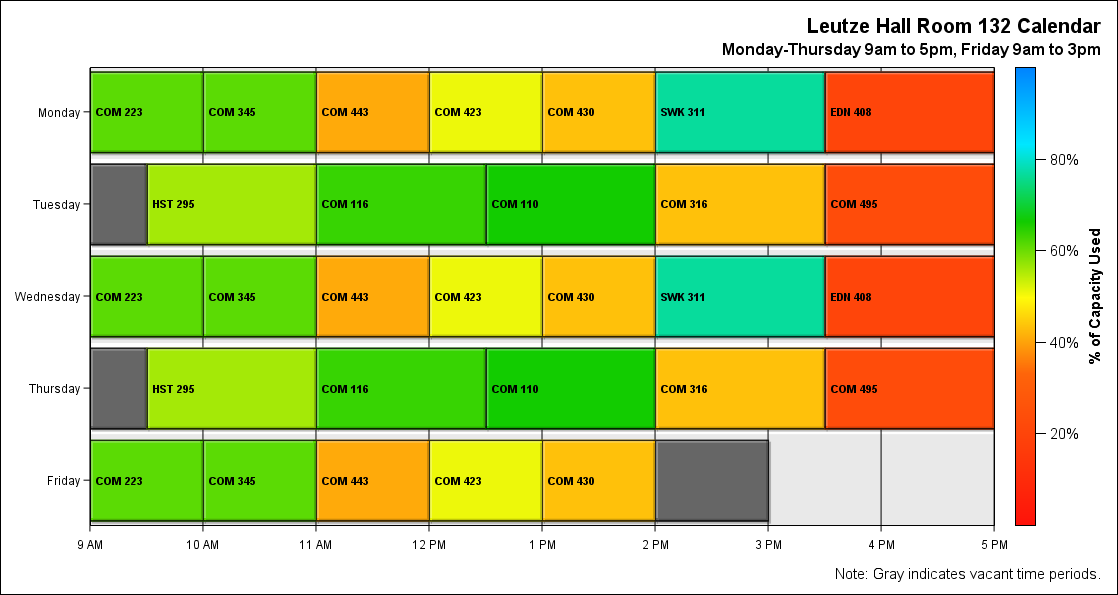 Leutze Hall Room 132 Calendar
Monday-Thursday 9am to 5pm, Friday 9am to 3pm
Monday COM 223 COM 345 COM 443 COM 423 COM 430 SWK 311 EDN 408
80%
Tuesday HST 295 COM 116 COM 110 COM 316 COM 495
60%
Wednesday COM 223 COM 345 COM 443 COM 423 COM 430 SWK 311 EDN 408
% of Capacity Used
40%
Thursday HST 295 COM 116 COM 110 COM 316 COM 495
20%
Friday COM 223 COM 345 COM 443 COM 423 COM 430
9 AM 10 AM 11 AM 12 PM 1 PM 2 PM 3 PM 4 PM 5 PM
Note: Gray indicates vacant time periods.